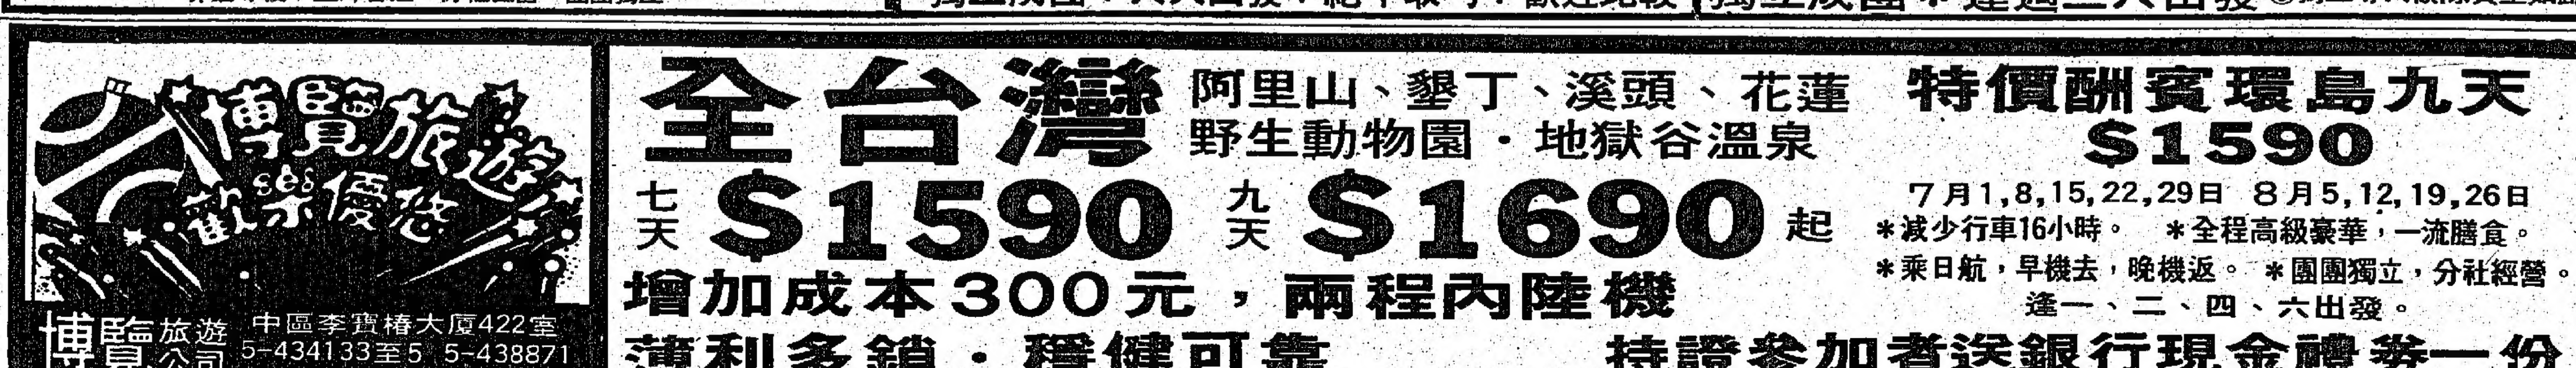 博覽旅遊
歡樂優悠
博覽旅遊公司
中區李寶椿大廈422室
5-434133至5 5-438871
全台灣
阿里山、墾丁、溪頭、花蓮
野生動物園·地獄谷溫泉
七天 $1590 九天 $1690 起
增加成本300元，兩程內陸機
薄利多銷·穩健可靠
特價酬賓環島九天
$1590
7月1,8,15,22,29日 8月5,12,19,26日
*減少行車16小時。 *全程高級豪華，一流膳食。
*乘日航，早機去，晚機返。 *團團獨立，分社經營。
逢一、二、四、六出發。
持證參加者送銀行現金禮券一份